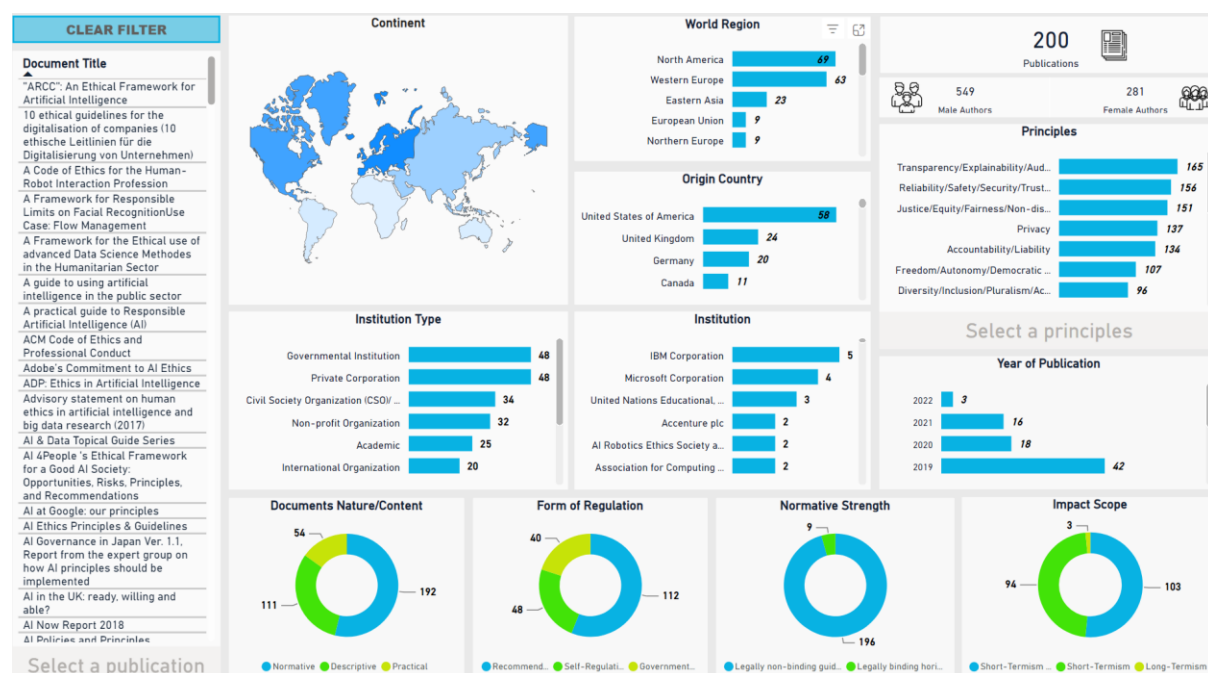 CLEAR FILTER
Document Title
"ARCC": An Ethical Framework for
Artificial Intelligence
10 ethical guidelines for the
digitalisation of companies (10
ethische Leitlinien für die
Digitalisierung von Unternehmen)
A Code of Ethics for the Human-
Robot Interaction Profession
A Framework for Responsible
Limits on Facial RecognitionUse
Case: Flow Management
A Framework for the Ethical use of
advanced Data Science Methodes
in the Humanitarian Sector
A guide to using artificial
intelligence in the public sector
A practical guide to Responsible
Artificial Intelligence (AI)
ACM Code of Ethics and
Professional Conduct
Adobe's Commitment to AI Ethics
ADP: Ethics in Artificial Intelligence
Advisory statement on human
ethics in artificial intelligence and
big data research (2017)
AI & Data Topical Guide Series
AI 4People 's Ethical Framework
for a Good AI Society:
Opportunities, Risks, Principles,
and Recommendations
AI at Google: our principles
AI Ethics Principles & Guidelines
AI Governance in Japan Ver. 1.1,
Report from the expert group on
how AI principles should be
implemented
AI in the UK: ready, willing and
able?
AI Now Report 2018
AI Policies and Principles
Select a publication
Continent
World Region
North America 69
Western Europe 63
Eastern Asia 23
European Union 9
Northern Europe 9
Origin Country
United States of America 58
United Kingdom 24
Germany 20
Canada 11
200
Publications
549
Male Authors
281
Female Authors
Principles
Transparency/Explainability/Aud... 165
Reliability/Safety/Security/Trust... 156
Justice/Equity/Fairness/Non-dis... 151
Privacy 137
Accountability/Liability 134
Freedom/Autonomy/Democratic ... 107
Diversity/Inclusion/Pluralism/Ac... 96
Select a principles
Institution Type
Governmental Institution 48
Private Corporation 48
Civil Society Organization (CSO)/ ... 34
Non-profit Organization 32
Academic 25
International Organization 20
Institution
IBM Corporation 5
Microsoft Corporation 4
United Nations Educational, ... 3
Accenture plc 2
AI Robotics Ethics Society a... 2
Association for Computing ... 2
Year of Publication
2022 3
2021 16
2020 18
2019 42
Documents Nature/Content
54
111
192
Normative Descriptive Practical
Form of Regulation
40
48
112
Recommend... Self-Regulati... Government...
Normative Strength
9
196
Legally non-binding guid... Legally binding hori...
Impact Scope
3
94
103
Short-Termism ... Short-Termism Long-Termism